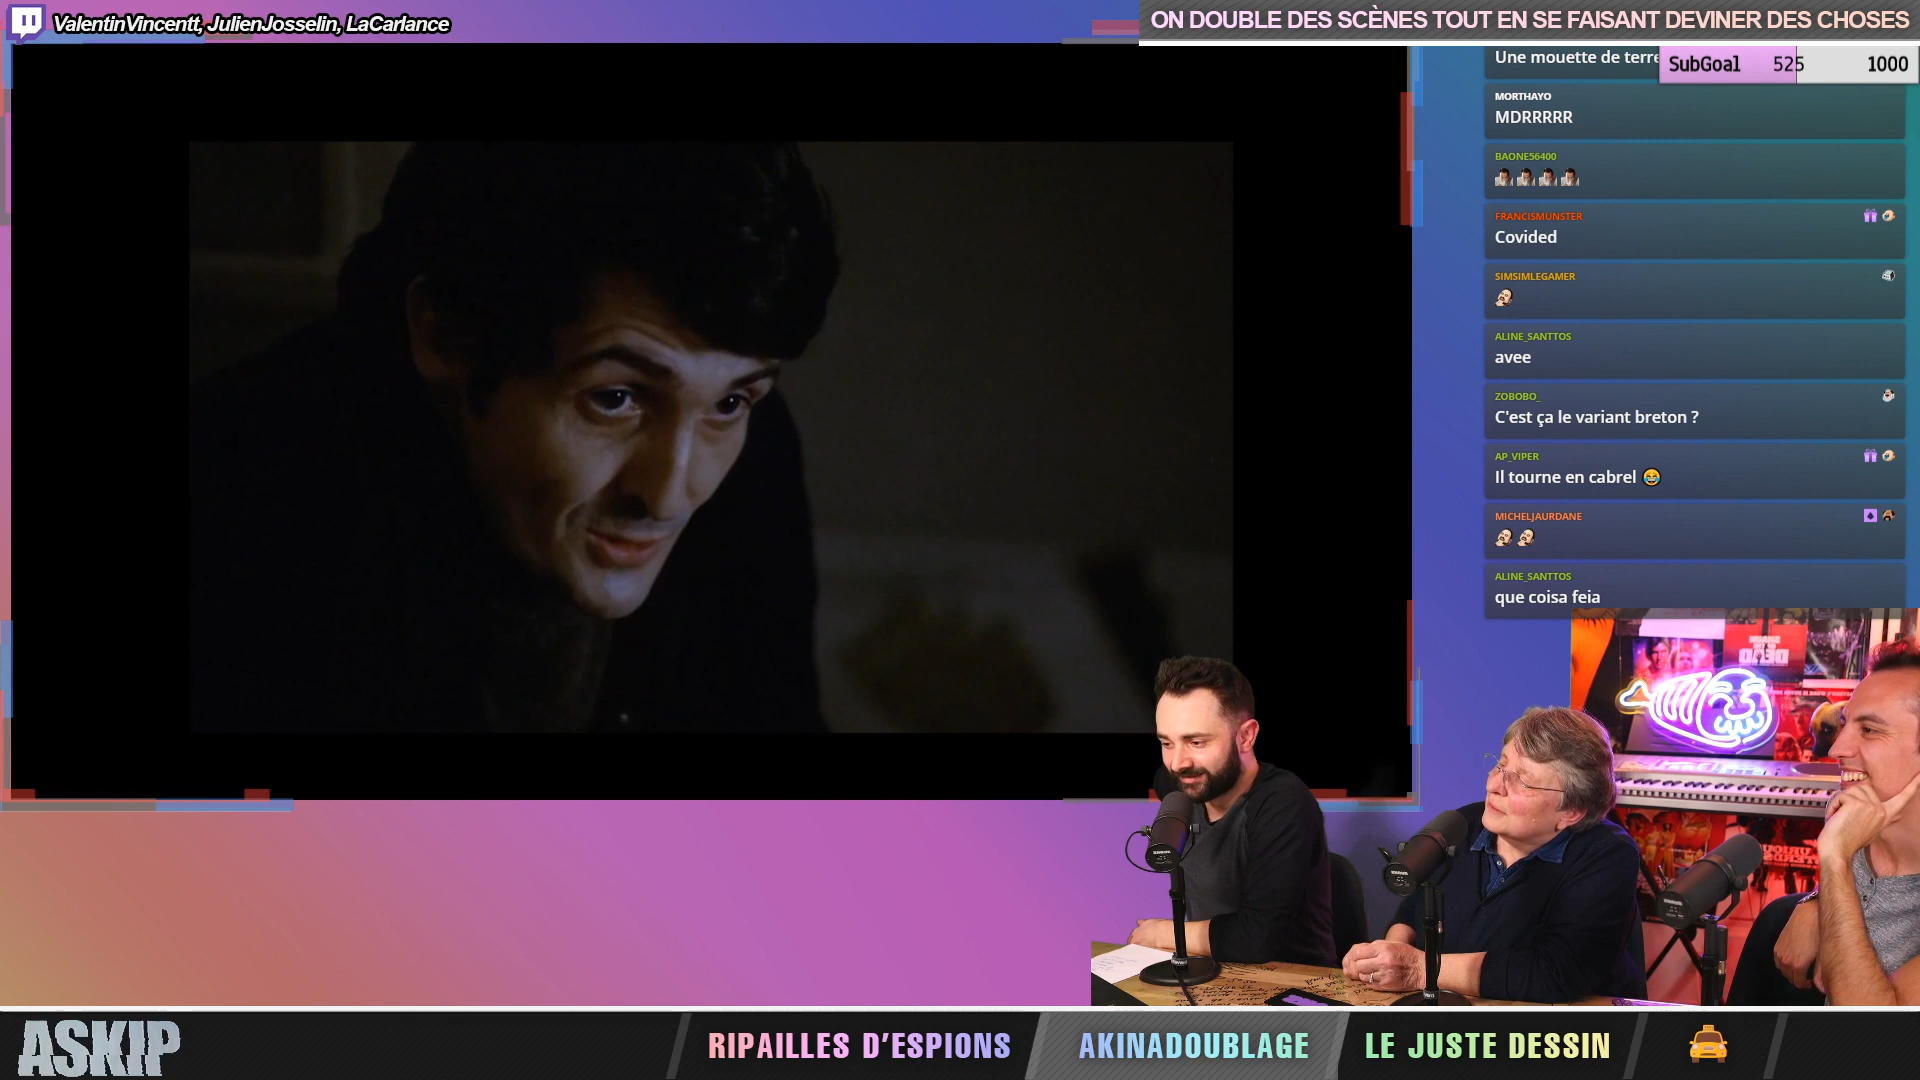 ValentinVincentt, JulienJosselin, LaCarlance
ON DOUBLE DES SCÈNES TOUT EN SE FAISANT DEVINER DES CHOSES
SubGoal 525 1000
Une mouette de terre
MORTHAYO
MDRRRRR
BAONE56400
FRANCISMUNSTER
Covided
SIMSIMLEGAMER
ALINE_SANTTOS
avee
ZOBOBO_
C'est ça le variant breton ?
AP_VIPER
Il tourne en cabrel 😂
MICHELJAURDANE
ALINE_SANTTOS
que coisa feia
ASKIP
RIPAILLES D'ESPIONS
AKINADOUBLAGE
LE JUSTE DESSIN